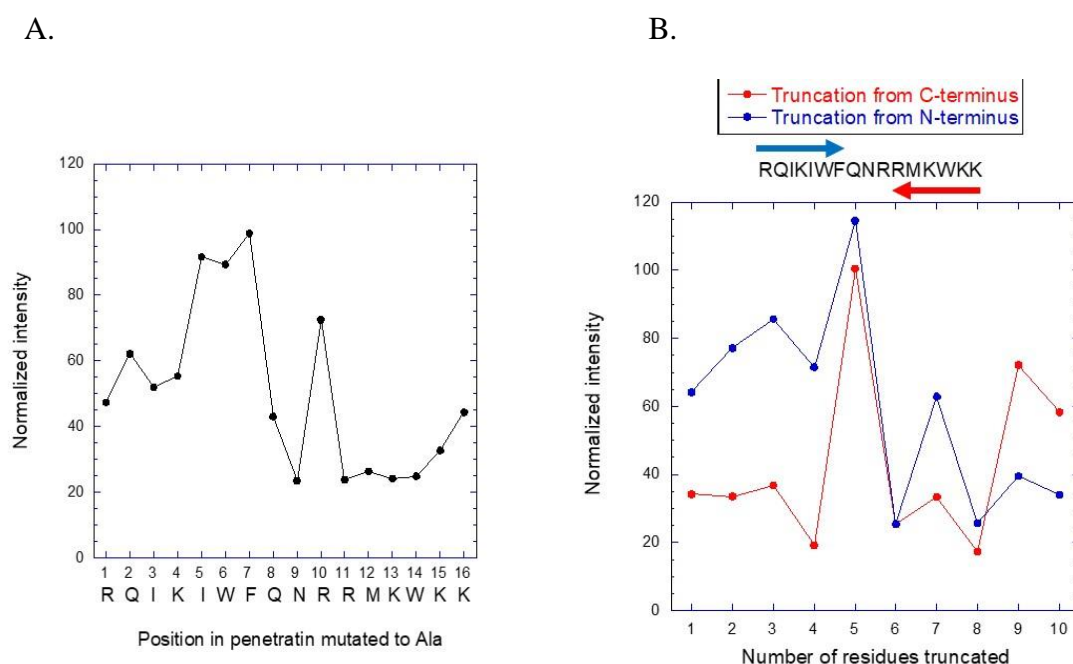 A.
B.
Truncation from C-terminus
Truncation from N-terminus
RQIKIWFQNRRMKWKK
Normalized intensity
120
100
80
60
40
20
0
1 2 3 4 5 6 7 8 9 10 11 12 13 14 15 16
R Q I K I W F Q N R R M K W K K
Position in penetratin mutated to Ala
Normalized intensity
120
100
80
60
40
20
0
1 2 3 4 5 6 7 8 9 10
Number of residues truncated